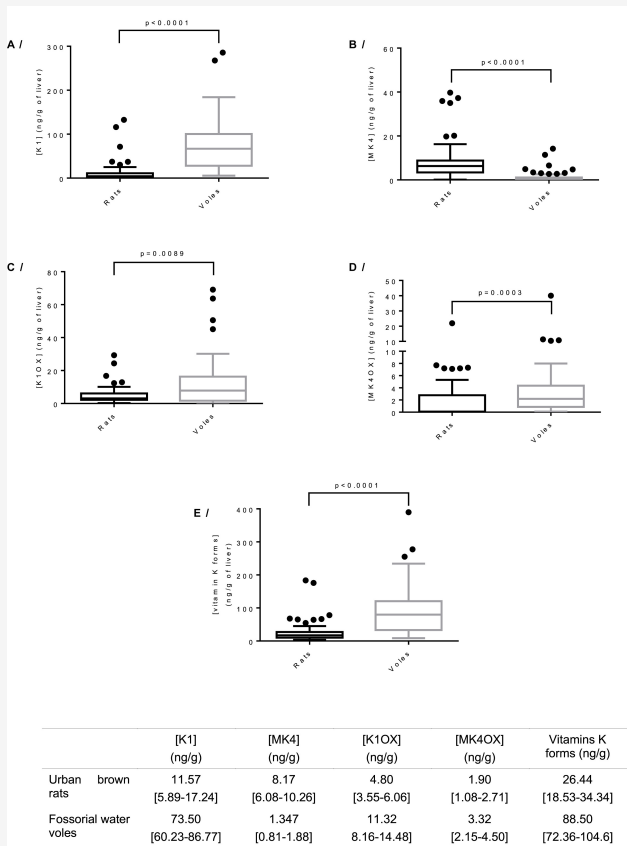 p<0.0001
A /
[K1] (ng/g of liver)
300
200
100
0
Rats
Voles
p<0.0001
B /
[MK4] (ng/g of liver)
60
40
20
0
Rats
Voles
p=0.0089
C /
[K1OX] (ng/g of liver)
80
60
40
20
0
Rats
Voles
p=0.0003
D /
[MK4OX] (ng/g of liver)
50
40
30
20
10
10
8
6
4
2
0
Rats
Voles
p<0.0001
E /
[vitamin K forms]
(ng/g of liver)
400
300
200
100
0
Rats
Voles
[K1] [MK4] [K1OX] [MK4OX] Vitamins K
(ng/g) (ng/g) (ng/g) (ng/g) forms (ng/g)
Urban brown 11.57 8.17 4.80 1.90 26.44
rats [5.89-17.24] [6.08-10.26] [3.55-6.06] [1.08-2.71] [18.53-34.34]
Fossorial water 73.50 1.347 11.32 3.32 88.50
voles [60.23-86.77] [0.81-1.88] 8.16-14.48] [2.15-4.50] [72.36-104.6]